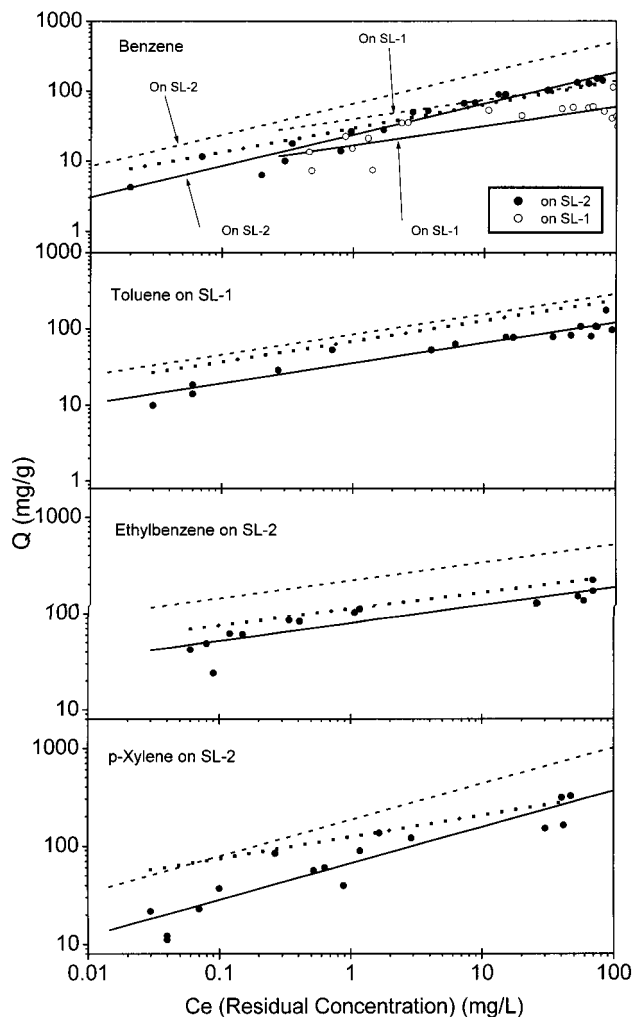 1000
Benzene
On SL-1
On SL-2
100
10
On SL-2
On SL-1
on SL-2
on SL-1
1
1000
Toluene on SL-1
100
10
1
Q (mg/g)
1000
Ethylbenzene on SL-2
100
10
1000
p-Xylene on SL-2
100
10
0.01
0.1
1
10
100
Ce (Residual Concentration) (mg/L)